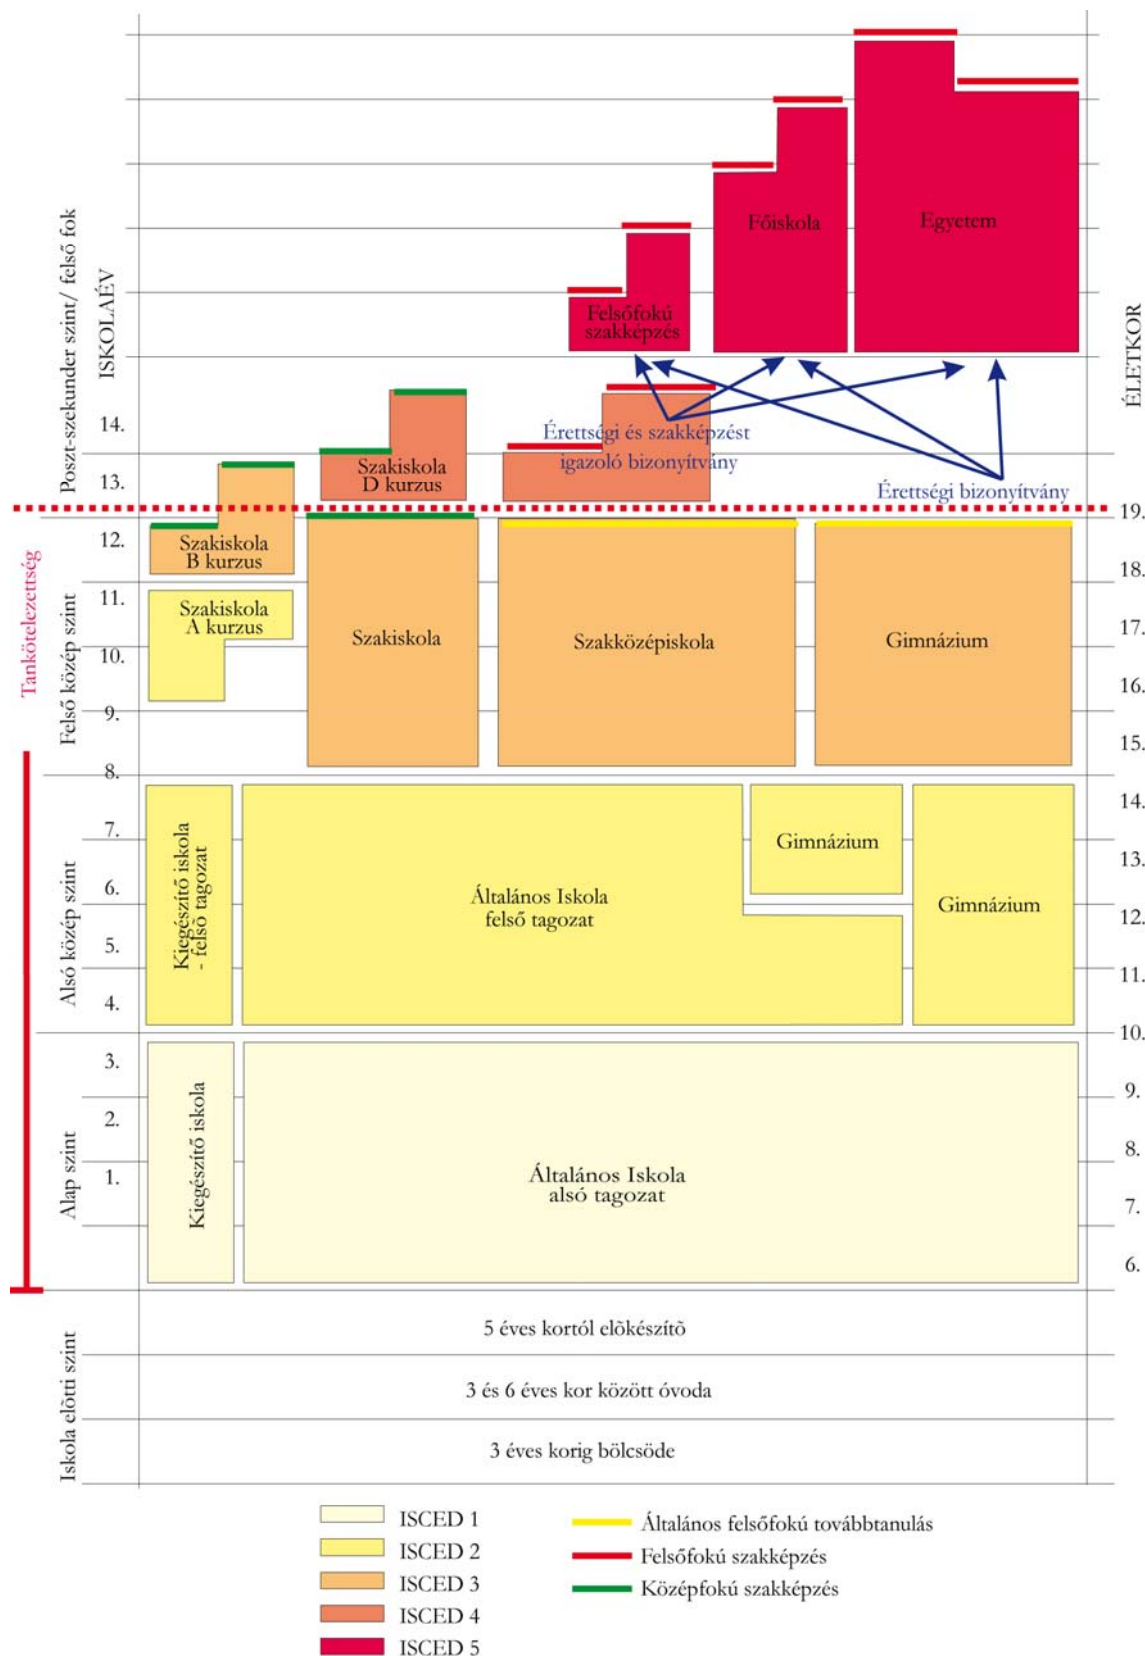 Poszt-szekunder szint/ felső fok
ISKOLAÉV
ÉLETKOR
Főiskola
Egyetem
Felsőfokú
szakképzés
14.
13.
Szakiskola
D kurzus
Érettségi és szakképzést
igazoló bizonyítvány
Érettségi bizonyítvány
19.
Tankötelezettség
Felső közép szint
12.
11.
10.
9.
8.
Szakiskola
B kurzus
Szakiskola
A kurzus
Szakiskola
Szakközépiskola
Gimnázium
18.
17.
16.
15.
Alsó közép szint
7.
6.
5.
4.
Kiegészítő iskola
- felsõ tagozat
Általános Iskola
felső tagozat
Gimnázium
Gimnázium
14.
13.
12.
11.
10.
Alap szint
3.
2.
1.
Kiegészítő iskola
Általános Iskola
alsó tagozat
9.
8.
7.
6.
Iskola elõtti szint
5 éves kortól elõkészítõ
3 és 6 éves kor között óvoda
3 éves korig bölcsöde
ISCED 1
ISCED 2
ISCED 3
ISCED 4
ISCED 5
Általános felsőfokú továbbtanulás
Felsőfokú szakképzés
Középfokú szakképzés